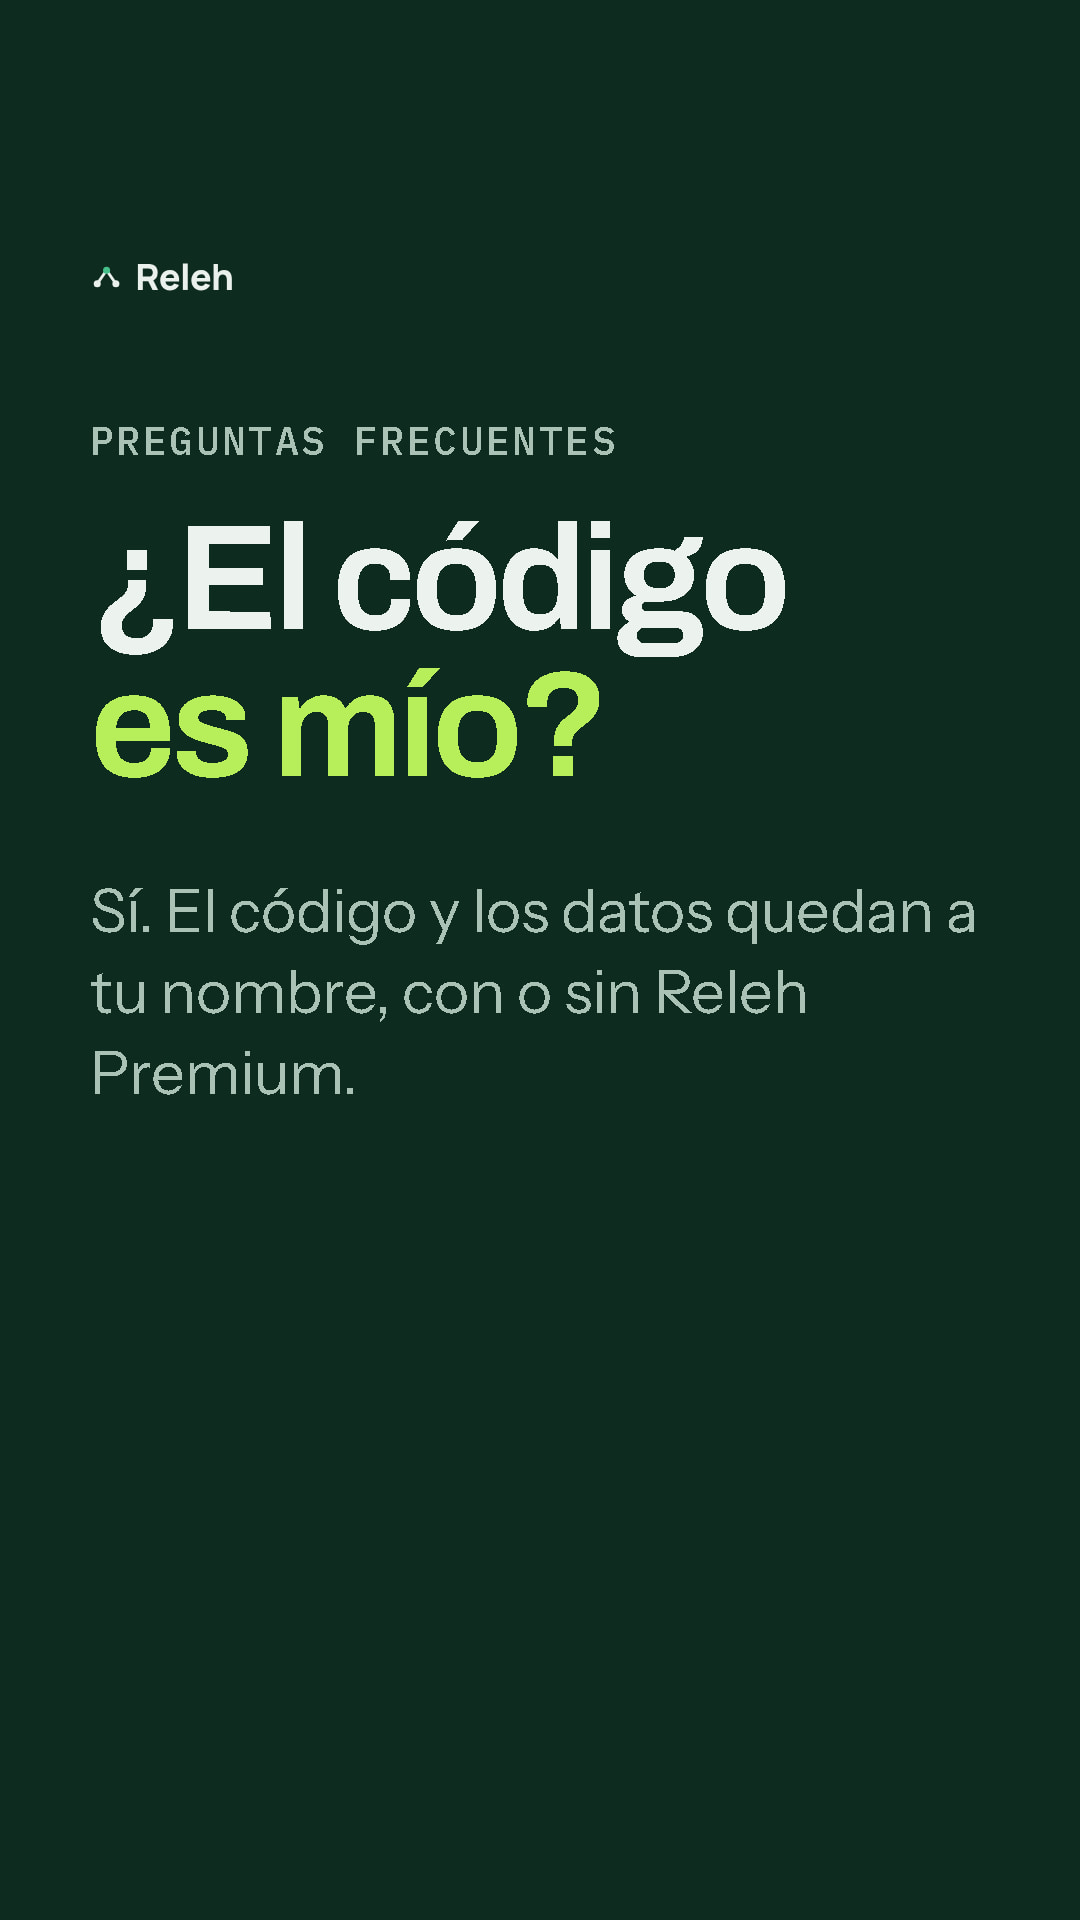 Releh
PREGUNTAS FRECUENTES
¿El código
es mío?
Sí. El código y los datos quedan a
tu nombre, con o sin Releh
Premium.